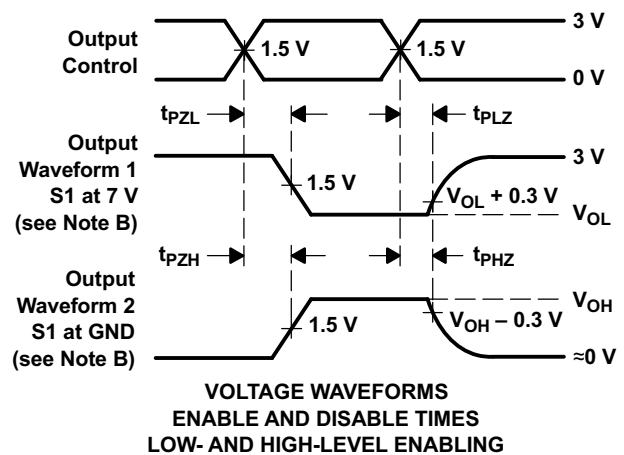 Output
Control
1.5 V
1.5 V
3 V
0 V
tPZL
tPLZ
Output
Waveform 1
S1 at 7 V
(see Note B)
1.5 V
VOL + 0.3 V
3 V
VOL
tPZH
tPHZ
Output
Waveform 2
S1 at GND
(see Note B)
1.5 V
VOH – 0.3 V
VOH
≈0 V
VOLTAGE WAVEFORMS
ENABLE AND DISABLE TIMES
LOW- AND HIGH-LEVEL ENABLING